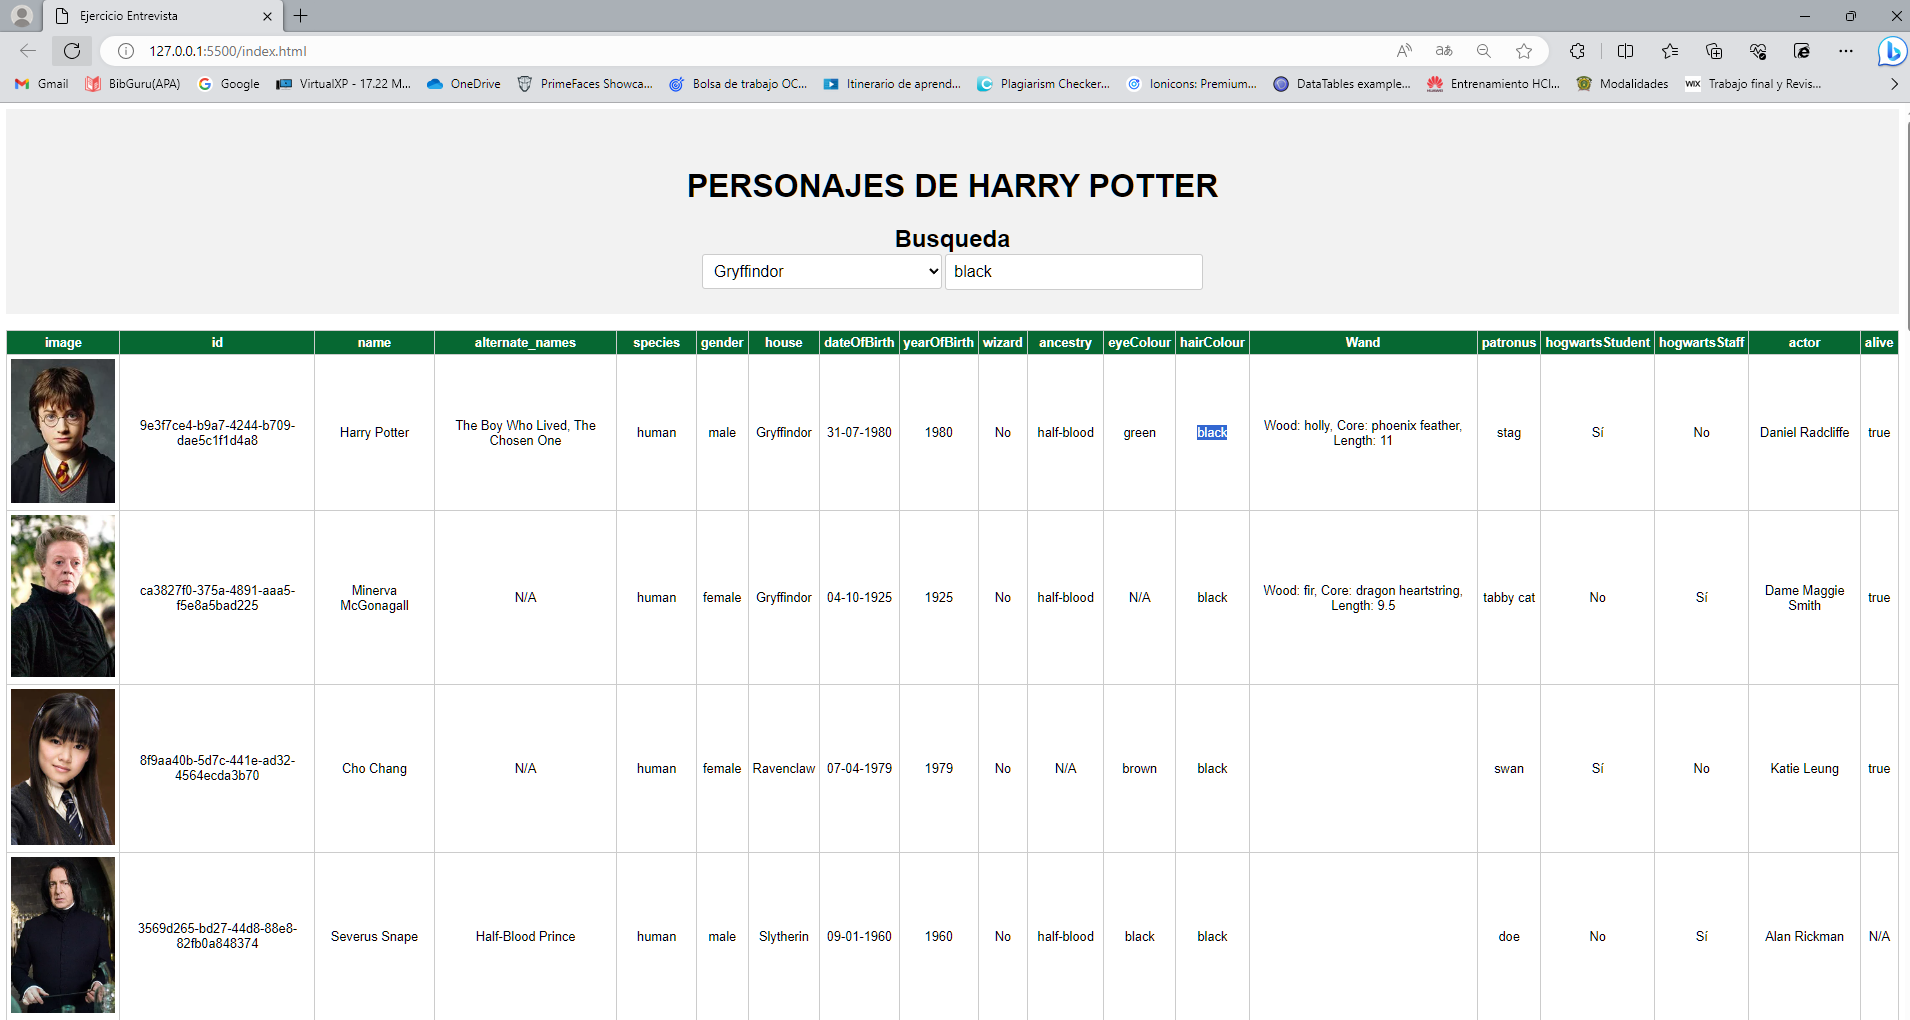 Ejercicio Entrevista
127.0.0.1:5500/index.html
Gmail BibGuru(APA) Google VirtualXP - 17.22 M... OneDrive PrimeFaces Showca... Bolsa de trabajo OC... Itinerario de aprend... Plagiarism Checker... Ionicons: Premium... DataTables example... Entrenamiento HCI... Modalidades WIX Trabajo final y Revis...
PERSONAJES DE HARRY POTTER
Busqueda
Gryffindor black
image id name alternate_names species gender house dateOfBirth yearOfBirth wizard ancestry eyeColour hairColour Wand patronus hogwartsStudent hogwartsStaff actor alive
9e3f7ce4-b9a7-4244-b709-
dae5c1f1d4a8
Harry Potter
The Boy Who Lived, The
Chosen One
human male Gryffindor 31-07-1980 1980 No half-blood green black
Wood: holly, Core: phoenix feather,
Length: 11
stag Sí No Daniel Radcliffe true
ca3827f0-375a-4891-aaa5-
f5e8a5bad225
Minerva
McGonagall
N/A human female Gryffindor 04-10-1925 1925 No half-blood N/A black
Wood: fir, Core: dragon heartstring,
Length: 9.5
tabby cat No Sí
Dame Maggie
Smith
true
8f9aa40b-5d7c-441e-ad32-
4564ecda3b70
Cho Chang N/A human female Ravenclaw 07-04-1979 1979 No N/A brown black swan Sí No Katie Leung true
3569d265-bd27-44d8-88e8-
82fb0a848374
Severus Snape Half-Blood Prince human male Slytherin 09-01-1960 1960 No half-blood black black doe No Sí Alan Rickman N/A